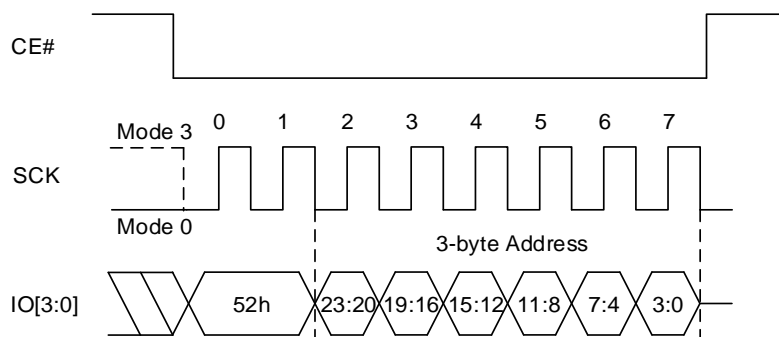 CE#
Mode 3
0 1 2 3 4 5 6 7
SCK
Mode 0
3-byte Address
IO[3:0]
52h 23:20 19:16 15:12 11:8 7:4 3:0